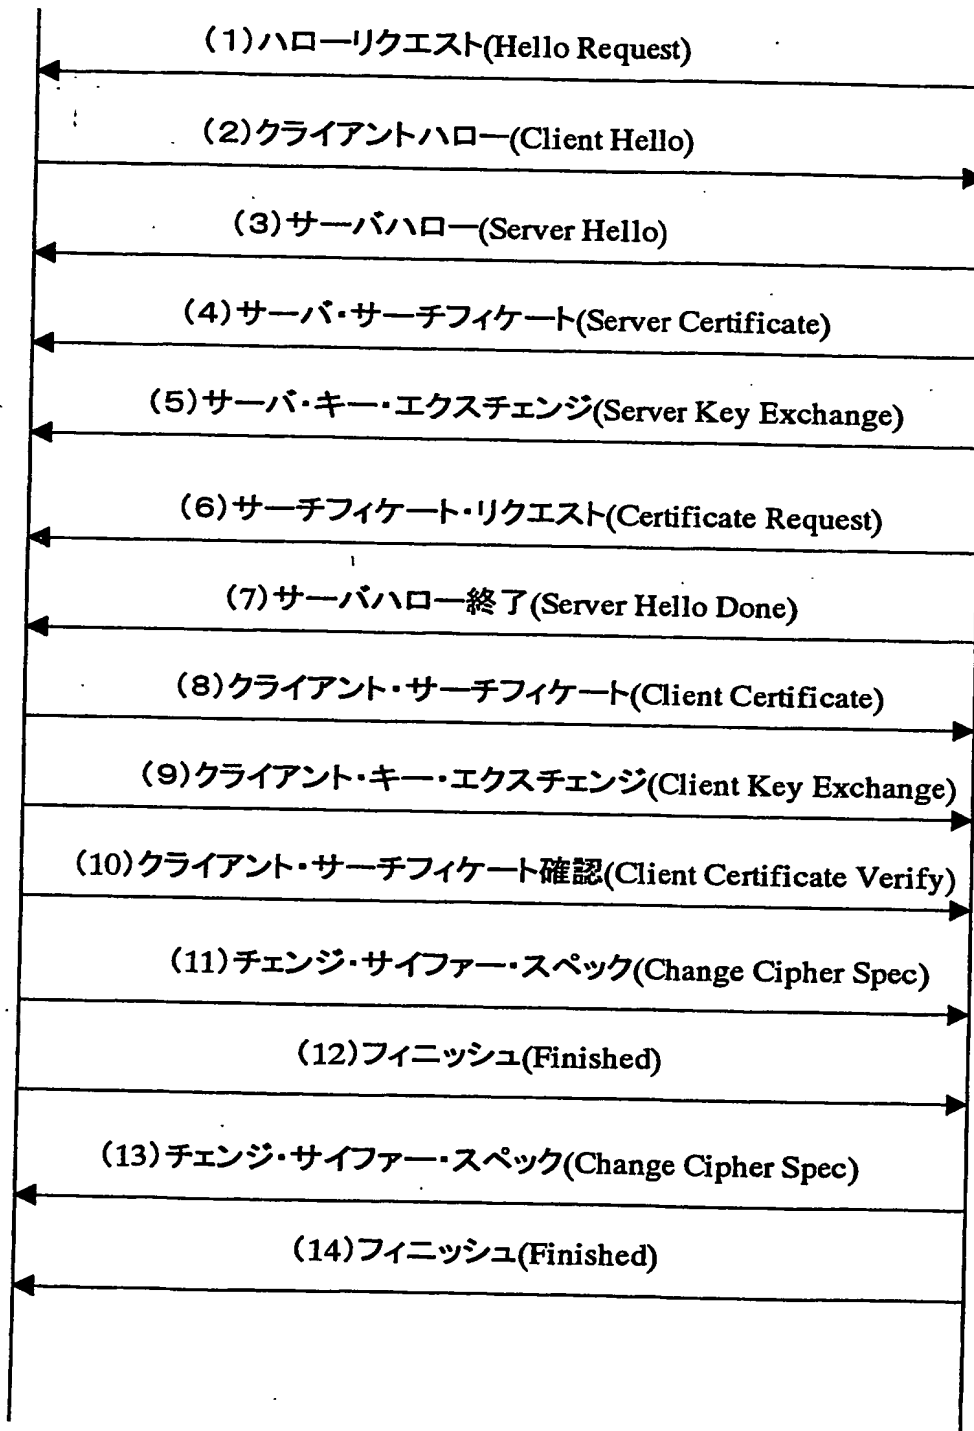 (1)ハローリクエスト(Hello Request)
(2)クライアントハロー(Client Hello)
(3)サーバハロー(Server Hello)
(4)サーバ・サーチフィケート(Server Certificate)
(5)サーバ・キー・エクスチェンジ(Server Key Exchange)
(6)サーチフィケート・リクエスト(Certificate Request)
(7)サーバハロー終了(Server Hello Done)
(8)クライアント・サーチフィケート(Client Certificate)
(9)クライアント・キー・エクスチェンジ(Client Key Exchange)
(10)クライアント・サーチフィケート確認(Client Certificate Verify)
(11)チェンジ・サイファー・スペック(Change Cipher Spec)
(12)フィニッシュ(Finished)
(13)チェンジ・サイファー・スペック(Change Cipher Spec)
(14)フィニッシュ(Finished)